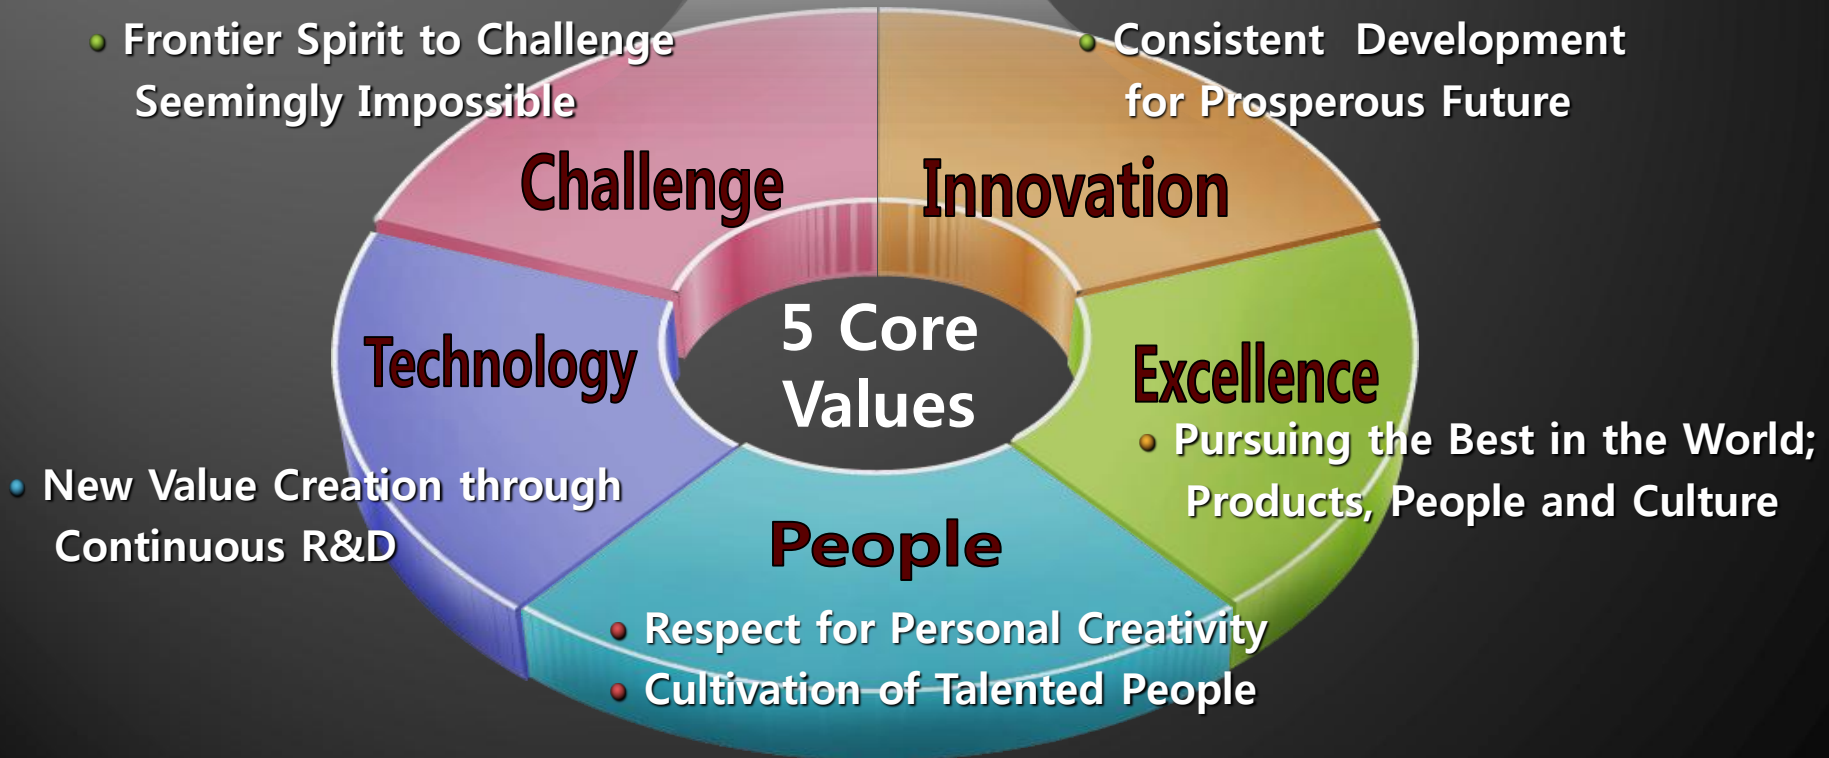 • Frontier Spirit to Challenge
Seemingly Impossible
• Consistent Development
for Prosperous Future
Challenge
Innovation
5 Core
Values
Technology
Excellence
• Pursuing the Best in the World;
Products, People and Culture
• New Value Creation through
Continuous R&D
People
• Respect for Personal Creativity
• Cultivation of Talented People